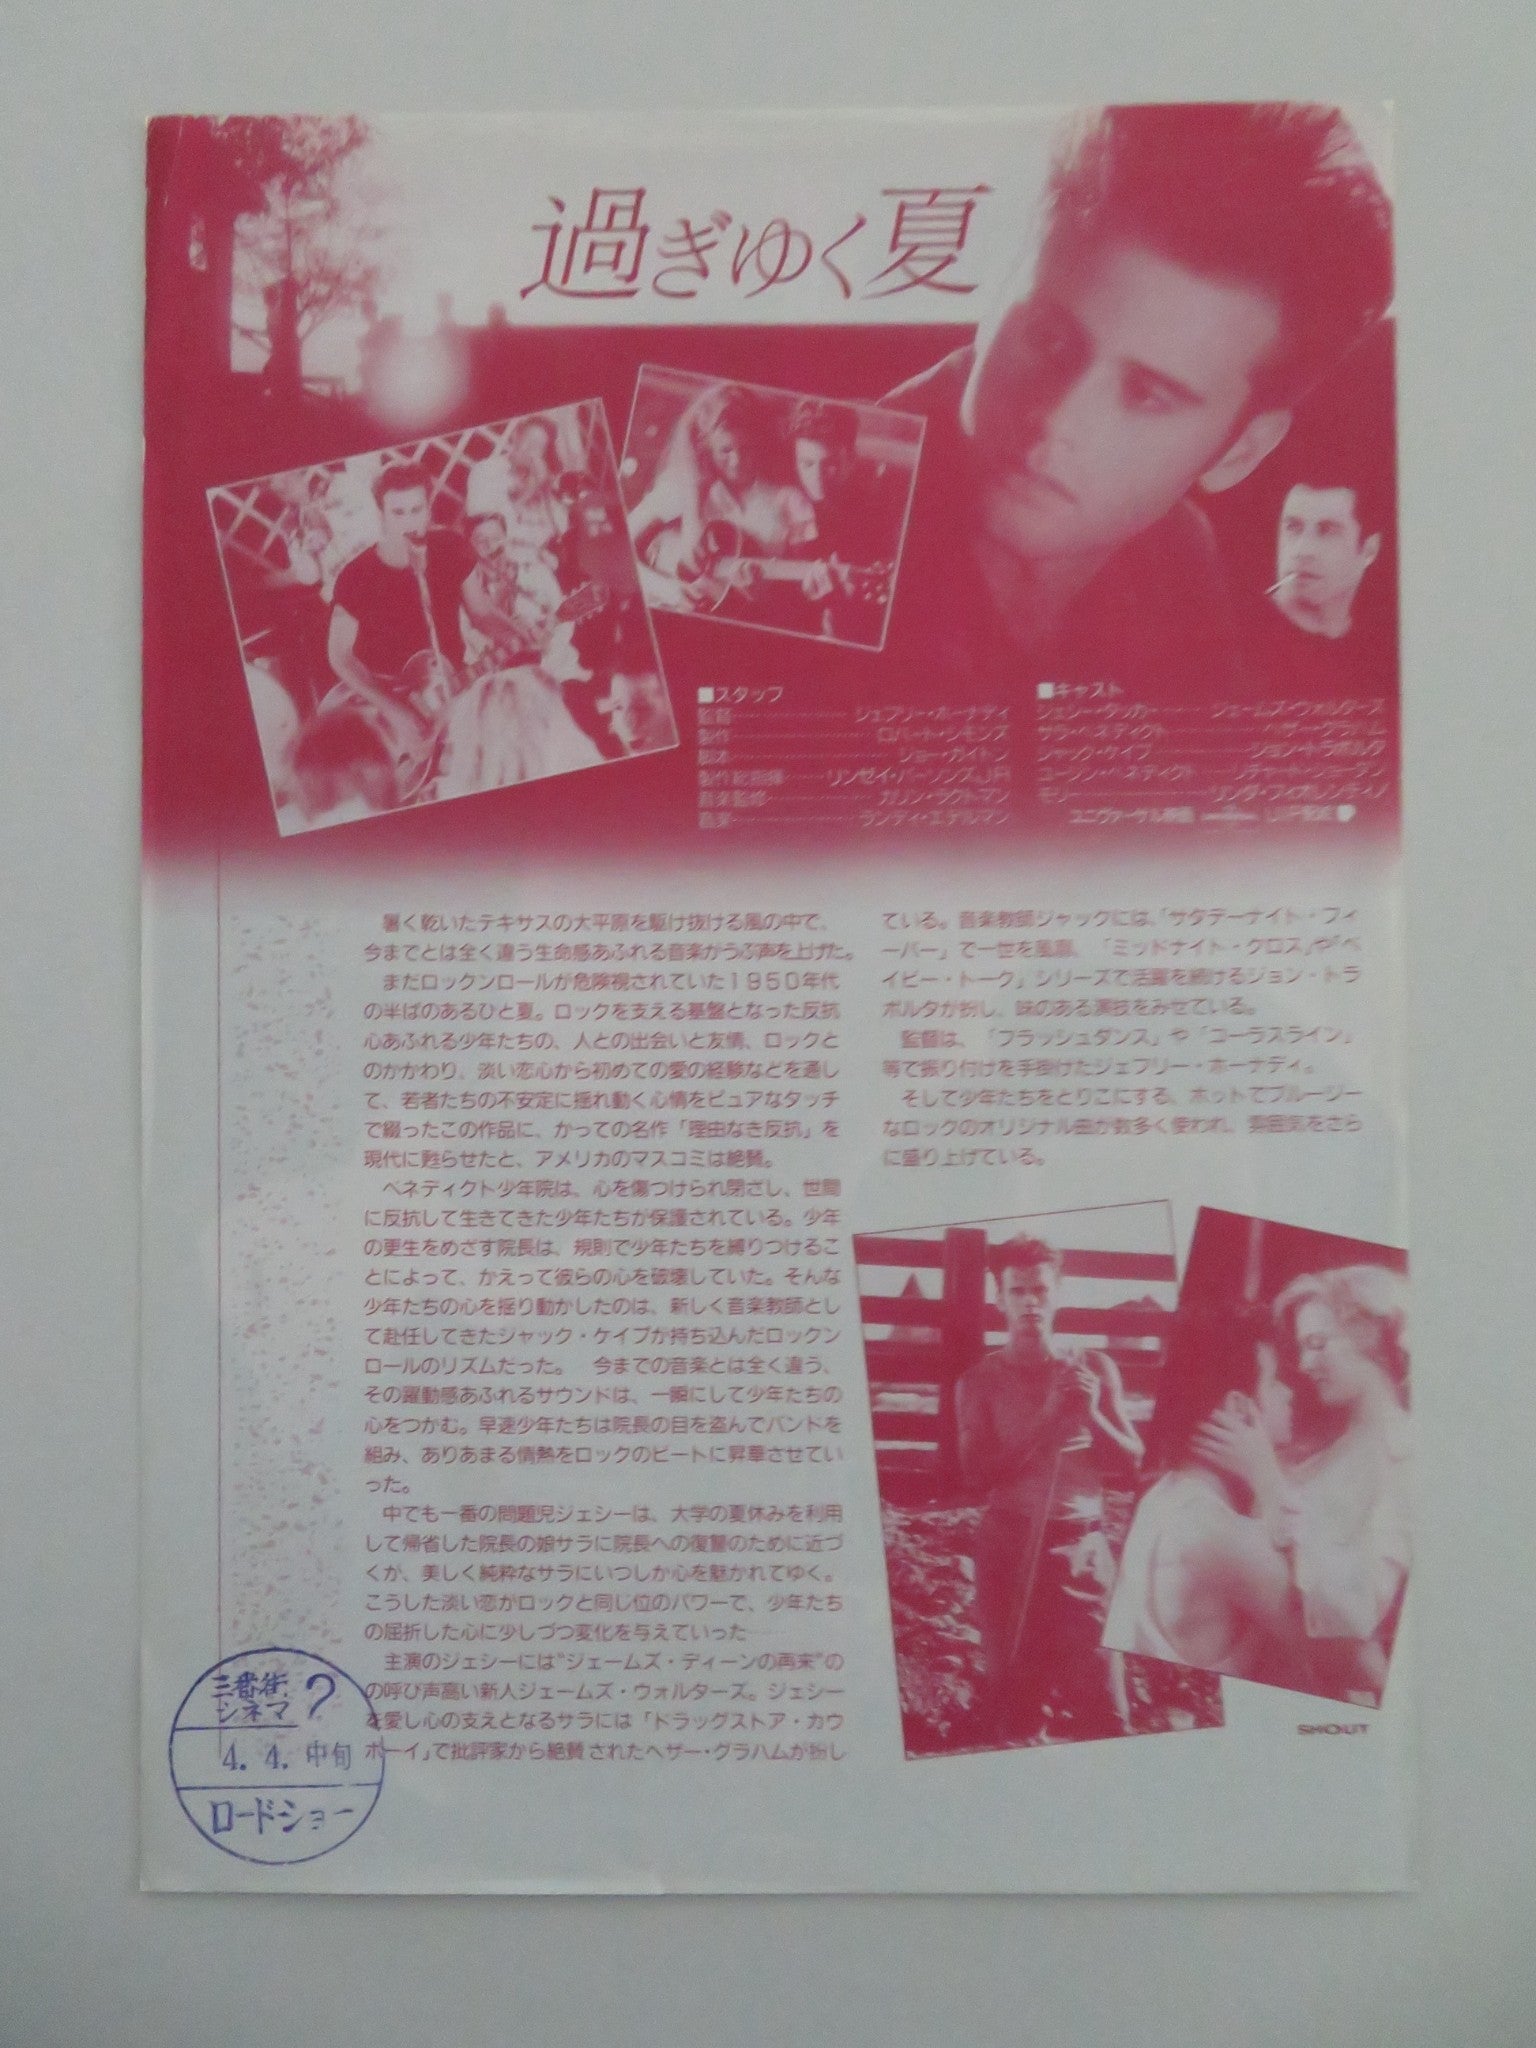 過ぎゆく夏
■スタッフ
監督……………ジェフリー・ホーナディ
製作……………ロバート・シモンズ
脚本……………ジョー・ガイトン
製作総指揮……リンゼイ・パーソンズ,JR
音楽監修…………カリン・ラクトマン
音楽……………ランディ・エデルマン
■キャスト
ジェシー・タッカー……ジェームズ・ウォルターズ
サラ・ベネディクト…………ヘザー・グラハム
ジャック・ケイブ…………ジョン・トラボルタ
ユージン・ベネディクト……リチャード・ジョーダン
モリー……………リンダ・フィオレンティノ
ユニヴァーサル映画 UIP配給
暑く乾いたテキサスの大平原を駆け抜ける風の中で、
今までとは全く違う生命感あふれる音楽がうぶ声を上げた。
まだロックンロールが危険視されていた1950年代
の半ばのあるひと夏。ロックを支える基盤となった反抗
心あふれる少年たちの、人との出会いと友情、ロックと
のかかわり、淡い恋心から初めての愛の経験などを通し
て、若者たちの不安定に揺れ動く心情をピュアなタッチ
で綴ったこの作品に、かっての名作「理由なき反抗」を
現代に甦らせたと、アメリカのマスコミは絶賛。
ベネディクト少年院は、心を傷つけられ閉ざし、世間
に反抗して生きてきた少年たちが保護されている。少年
の更生をめざす院長は、規則で少年たちを縛りつけるこ
とによって、かえって彼らの心を破壊していた。そんな
少年たちの心を揺り動かしたのは、新しく音楽教師とし
て赴任してきたジャック・ケイブが持ち込んだロックン
ロールのリズムだった。 今までの音楽とは全く違う、
その躍動感あふれるサウンドは、一瞬にして少年たちの
心をつかむ。早速少年たちは院長の目を盗んでバンドを
組み、ありあまる情熱をロックのビートに昇華させてい
った。
中でも一番の問題児ジェシーは、大学の夏休みを利用
して帰省した院長の娘サラに院長への復讐のために近づ
くが、美しく純粋なサラにいつしか心を魅かれてゆく。
こうした淡い恋がロックと同じ位のパワーで、少年たち
の屈折した心に少しづつ変化を与えていった……
主演のジェシーには"ジェームズ・ディーンの再来"の
の呼び声高い新人ジェームズ・ウォルターズ。ジェシー
を愛し心の支えとなるサラには「ドラッグストア・カウ
ボーイ」で批評家から絶賛されたヘザー・グラハムが扮し
ている。音楽教師ジャックには、「サタデーナイト・フィ
ーバー」で一世を風靡、「ミッドナイト・クロス」や「ベ
イビー・トーク」シリーズで活躍を続けるジョン・トラ
ボルタが扮し、味のある演技をみせている。
監督は、「フラッシュダンス」や「コーラスライン」
等で振り付けを手掛けたジェフリー・ホーナディ。
そして少年たちをとりこにする、ホットでブルージー
なロックのオリジナル曲が数多く使われ、雰囲気をさら
に盛り上げている。
SHOUT
三番街
シネマ ?
4. 4. 中旬
ロードショー